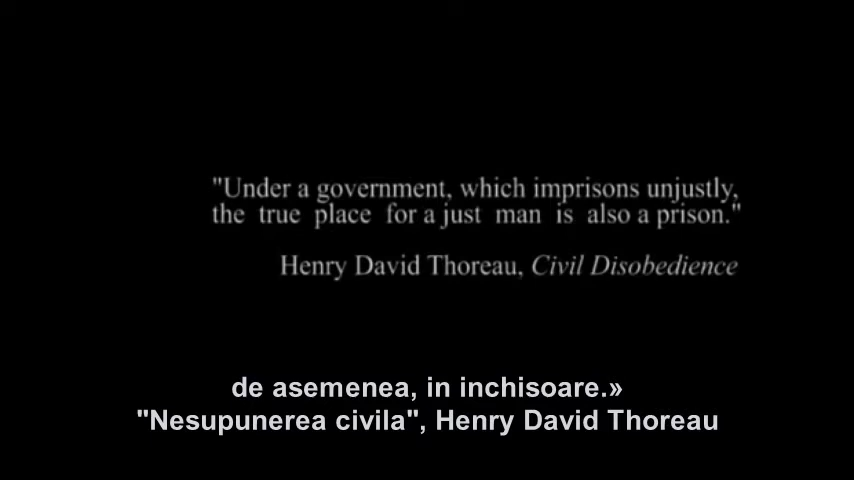 "Under a government, which imprisons unjustly,
the true place for a just man is also a prison."
Henry David Thoreau, Civil Disobedience
de asemenea, in inchisoare.»
"Nesupunerea civila", Henry David Thoreau